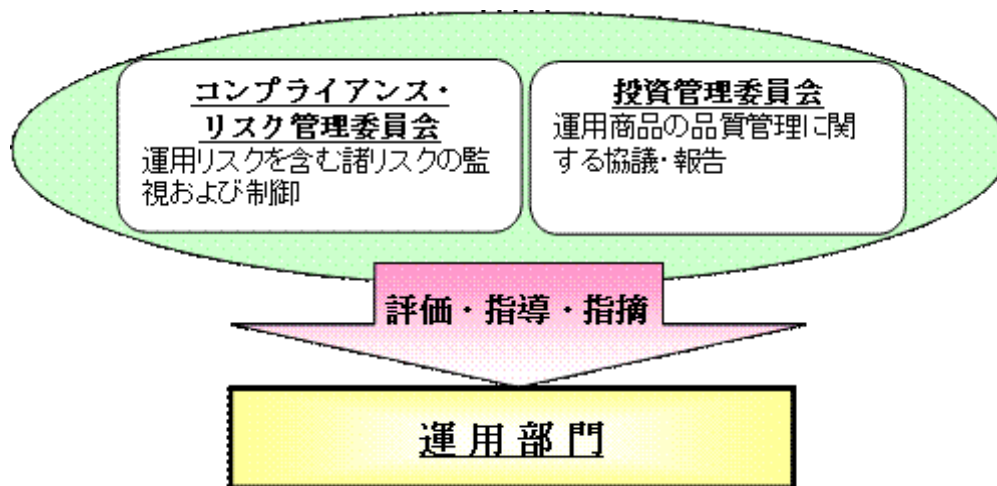 コンプライアンス・
リスク管理委員会
運用リスクを含む諸リスクの監
視および制御
投資管理委員会
運用商品の品質管理に関
する協議・報告
評価・指導・指摘
運用部門